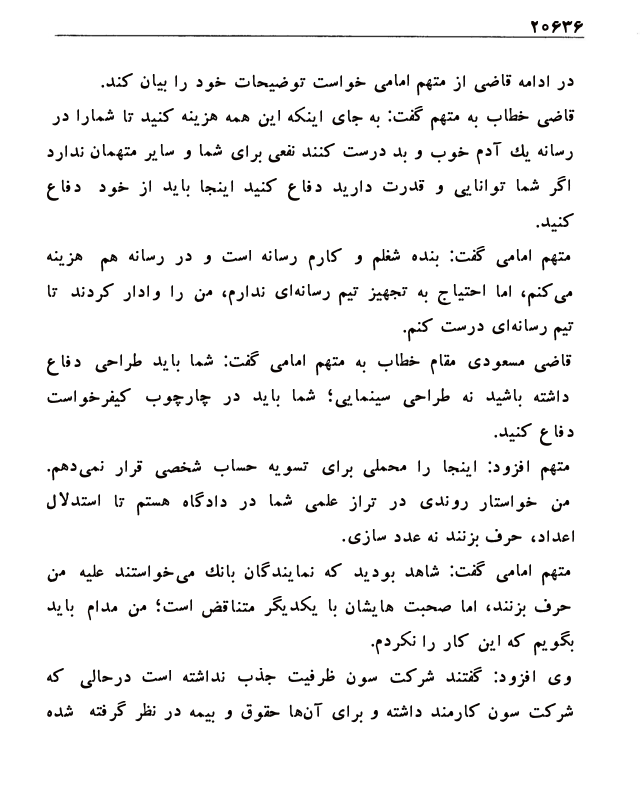 ۲۰۶۳۶
در ادامه قاضی از متهم امامی خواست توضیحات خود را بیان کند.
قاضی خطاب به متهم گفت: به جای اینکه این همه هزینه کنید تا شمارا در
رسانه یك آدم خوب و بد درست کنند نفعی برای شما و سایر متهمان ندارد
اگر شما توانایی و قدرت دارید دفاع کنید اینجا باید از خود دفاع
کنید.
متهم امامی گفت: بنده شغلم و کارم رسانه است و در رسانه هم هزینه
می‌کنم، اما احتیاج به تجهیز تیم رسانه‌ای ندارم، من را وادار کردند تا
تیم رسانه‌ای درست کنم.
قاضی مسعودی مقام خطاب به متهم امامی گفت: شما باید طراحی دفاع
داشته باشید نه طراحی سینمایی؛ شما باید در چارچوب کیفرخواست
دفاع کنید.
متهم افزود: اینجا را محملی برای تسویه حساب شخصی قرار نمی‌دهم.
من خواستار روندی در تراز علمی شما در دادگاه هستم تا استدلال
اعداد، حرف بزنند نه عدد سازی.
متهم امامی گفت: شاهد بودید که نمایندگان بانك می‌خواستند علیه من
حرف بزنند، اما صحبت هایشان با یکدیگر متناقض است؛ من مدام باید
بگویم که این کار را نکردم.
وی افزود: گفتند شرکت سون ظرفیت جذب نداشته است درحالی که
شرکت سون کارمند داشته و برای آن‌ها حقوق و بیمه در نظر گرفته شده